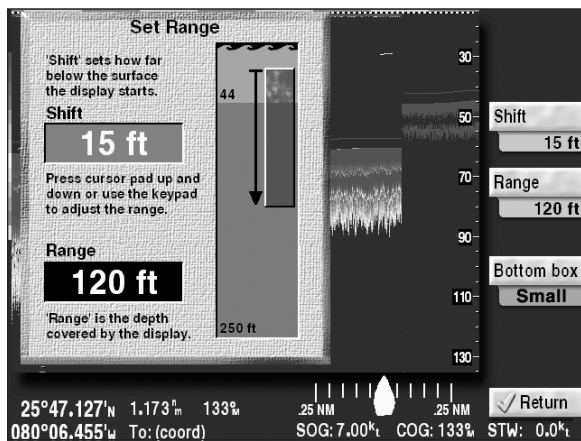 Set Range
'Shift' sets how far
below the surface
the display starts.
Shift
15 ft
Press cursor pad up and
down or use the keypad
to adjust the range.
Range
120 ft
'Range' is the depth
covered by the display.
44
250 ft
30
50
70
90
110
130
Shift
15 ft
Range
120 ft
Bottom box
Small
Return
25°47.127'N 1.173nm 133°M
080°06.455'W To: (coord)
.25 NM .25 NM
SOG: 7.00kt COG: 133°M STW: 0.0kt